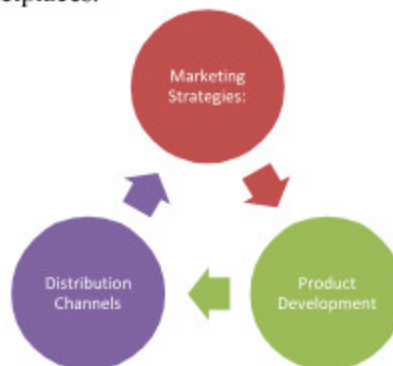 Marketing
Strategies:
Product
Development
Distribution
Channels